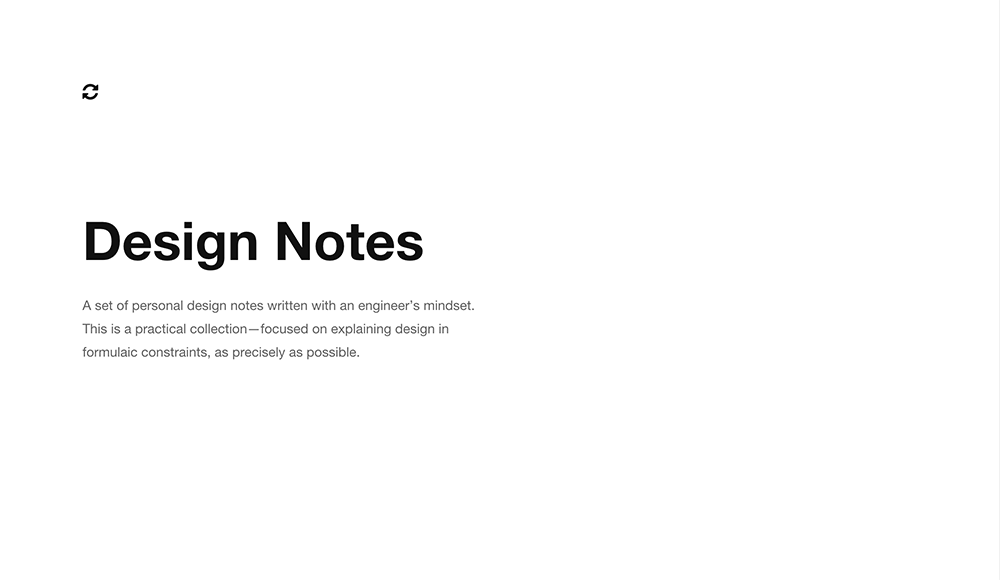 Design Notes
A set of personal design notes written with an engineer’s mindset.
This is a practical collection—focused on explaining design in
formulaic constraints, as precisely as possible.